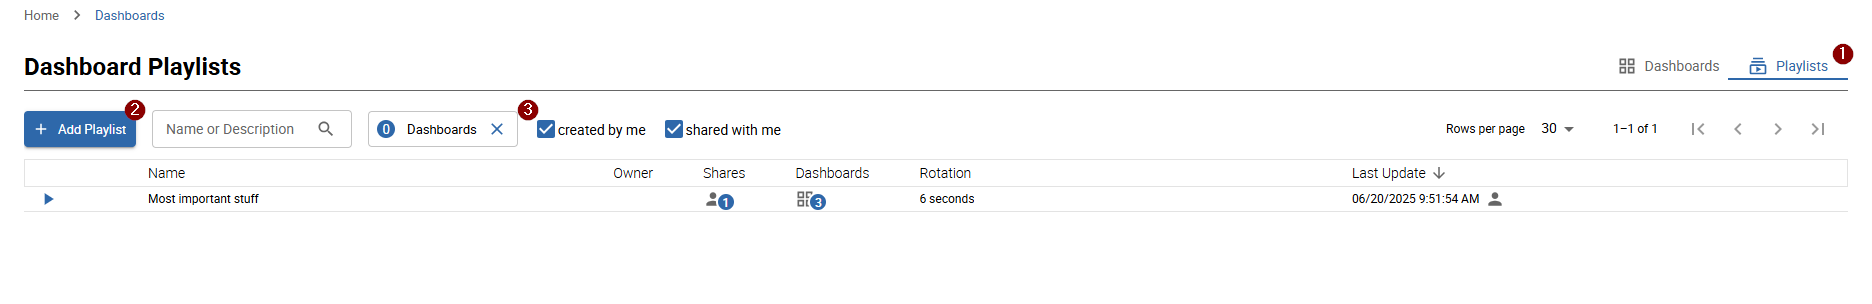 Home > Dashboards
Dashboard Playlists
Dashboards Playlists 1
+ Add Playlist 2 Name or Description 0 Dashboards 3 created by me shared with me Rows per page 30 1–1 of 1
Name Owner Shares Dashboards Rotation Last Update
Most important stuff 1 3 6 seconds 06/20/2025 9:51:54 AM